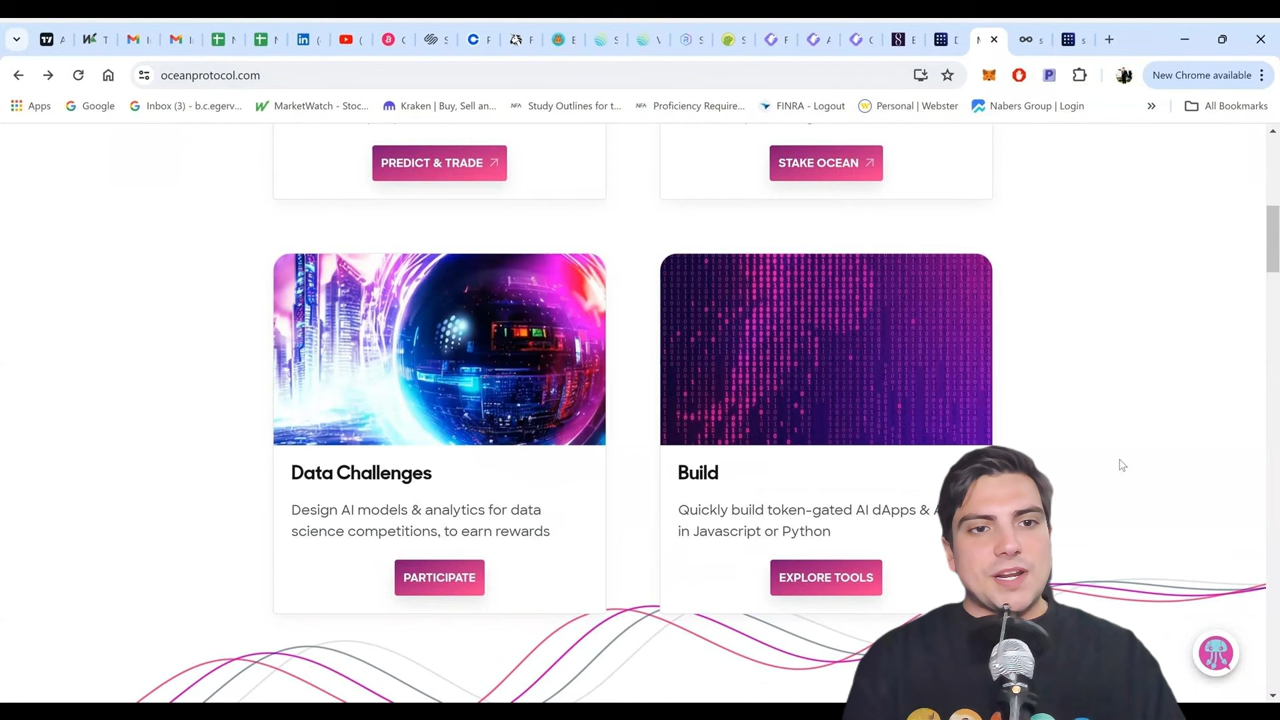 oceanprotocol.com
New Chrome available
Apps
Google
Inbox (3) - b.c.egerv...
MarketWatch - Stoc...
Kraken | Buy, Sell an...
NFA
Study Outlines for t...
NFA
Proficiency Require...
FINRA - Logout
Personal | Webster
Nabers Group | Login
»
All Bookmarks
PREDICT & TRADE
STAKE OCEAN
Data Challenges
Design AI models & analytics for data
science competitions, to earn rewards
PARTICIPATE
Build
Quickly build token-gated AI dApps &
in Javascript or Python
EXPLORE TOOLS